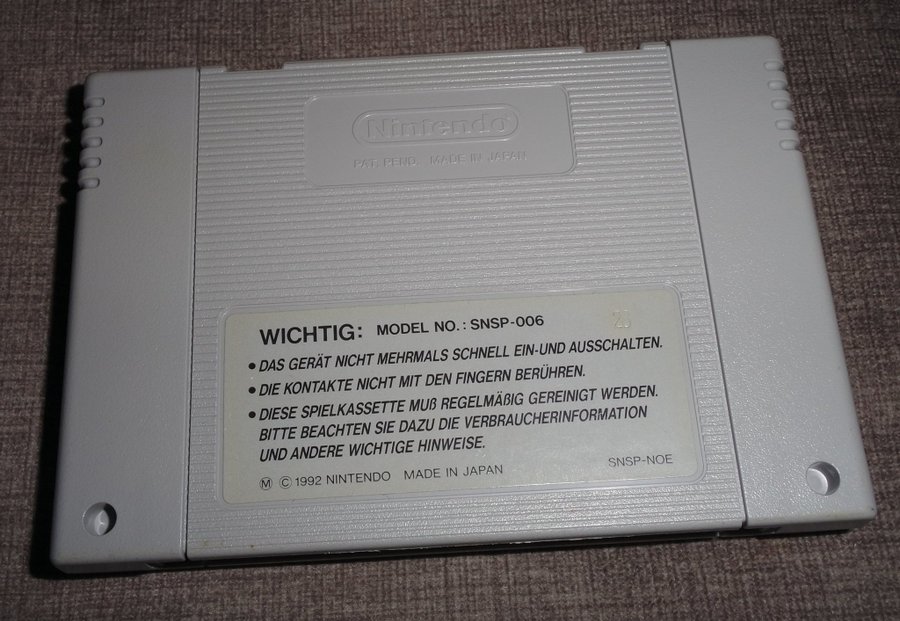 Nintendo®
PAT. PEND. MADE IN JAPAN
WICHTIG: MODEL NO.: SNSP-006
• DAS GERÄT NICHT MEHRMALS SCHNELL EIN-UND AUSSCHALTEN.
• DIE KONTAKTE NICHT MIT DEN FINGERN BERÜHREN.
• DIESE SPIELKASSETTE MUß REGELMÄßIG GEREINIGT WERDEN.
BITTE BEACHTEN SIE DAZU DIE VERBRAUCHERINFORMATION
UND ANDERE WICHTIGE HINWEISE.
Ⓜ © 1992 NINTENDO MADE IN JAPAN
SNSP-NOE